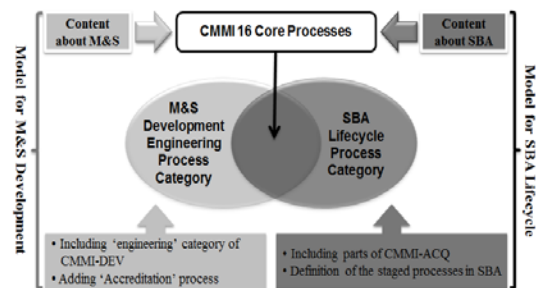 Content
about M&S
CMMI 16 Core Processes
Content
about SBA
Model for M&S Development
M&S
Development
Engineering
Process
Category
SBA
Lifecycle
Process
Category
Model for SBA Lifecycle
• Including ‘engineering’ category of
CMMI-DEV
• Adding ‘Accreditation’ process
• Including parts of CMMI-ACQ
• Definition of the staged processes in SBA